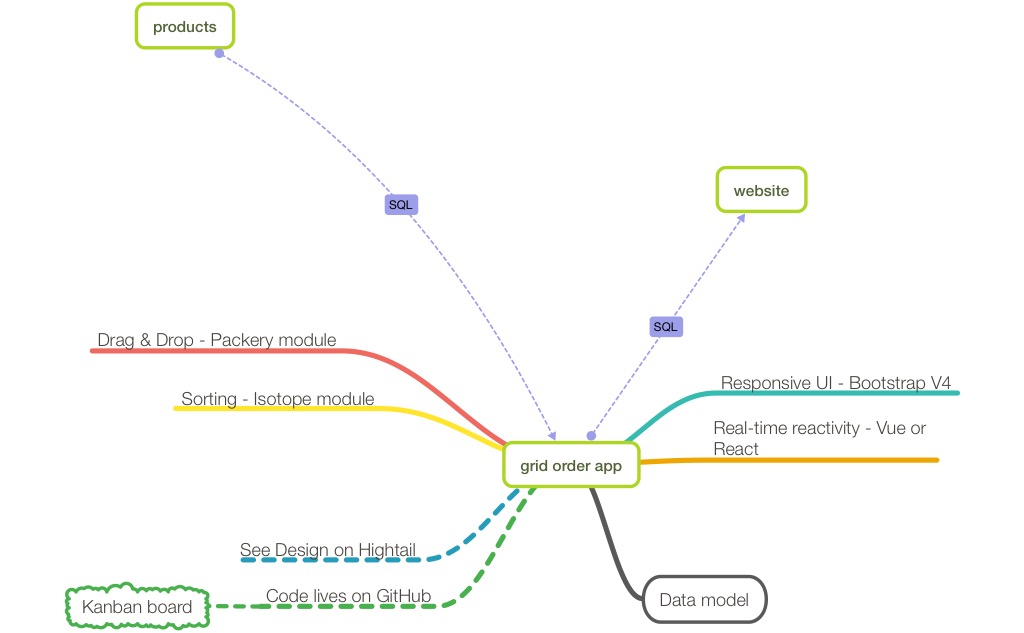 products
website
SQL
SQL
Drag & Drop - Packery module
Sorting - Isotope module
Responsive UI - Bootstrap V4
Real-time reactivity - Vue or
React
grid order app
See Design on Hightail
Code lives on GitHub
Kanban board
Data model